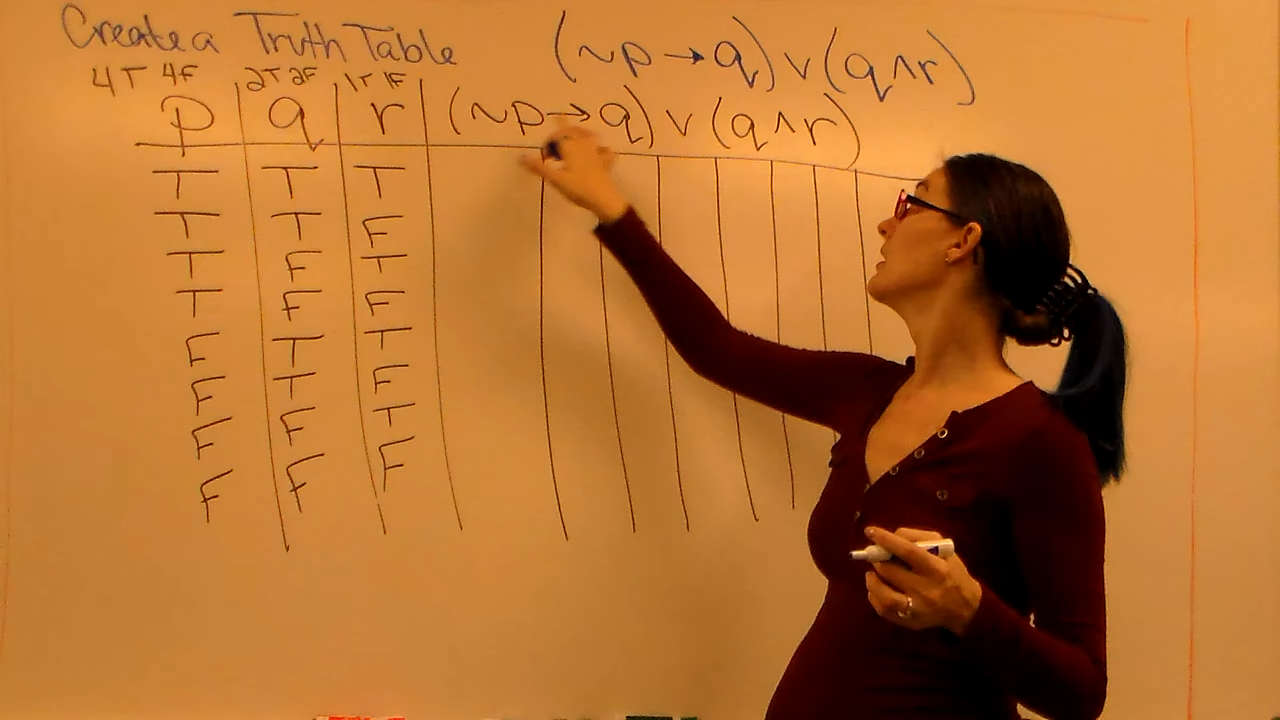 Create a Truth Table (~p → q) ∨ (q ∧ r)
4T 4F 2T 2F 1T 1F
p q r (~p → q) ∨ (q ∧ r)
T T T
T T F
T F T
T F F
F T T
F T F
F F T
F F F